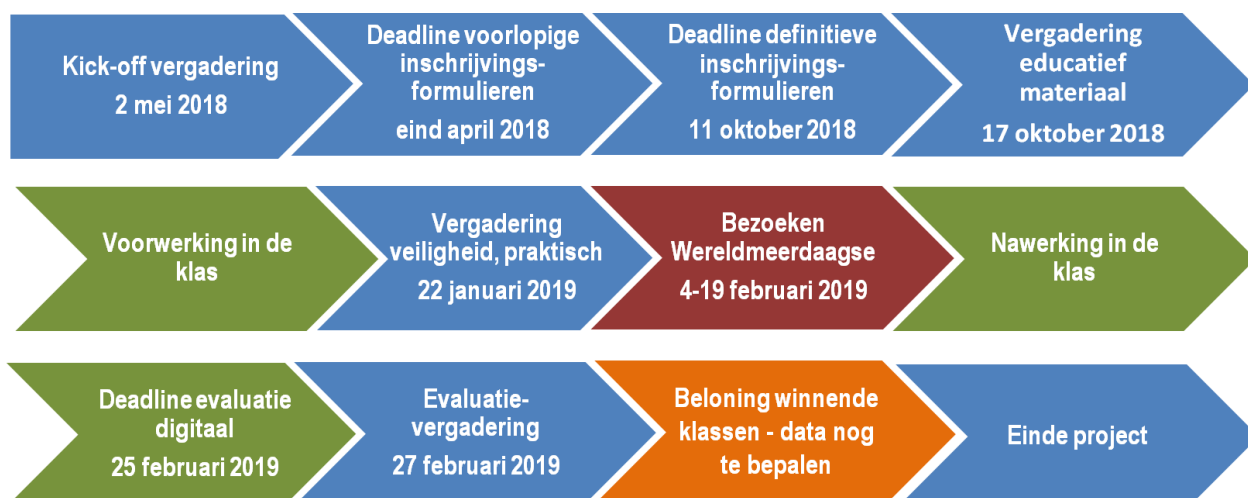 Kick-off vergadering
2 mei 2018
Deadline voorlopige
inschrijvings-
formulieren
eind april 2018
Deadline definitieve
inschrijvings-
formulieren
11 oktober 2018
Vergadering
educatief
materiaal
17 oktober 2018
Voorwerking in de
klas
Vergadering
veiligheid, praktisch
22 januari 2019
Bezoeken
Wereldmeerdaagse
4-19 februari 2019
Nawerking in de
klas
Deadline evaluatie
digitaal
25 februari 2019
Evaluatie-
vergadering
27 februari 2019
Beloning winnende
klassen - data nog
te bepalen
Einde project